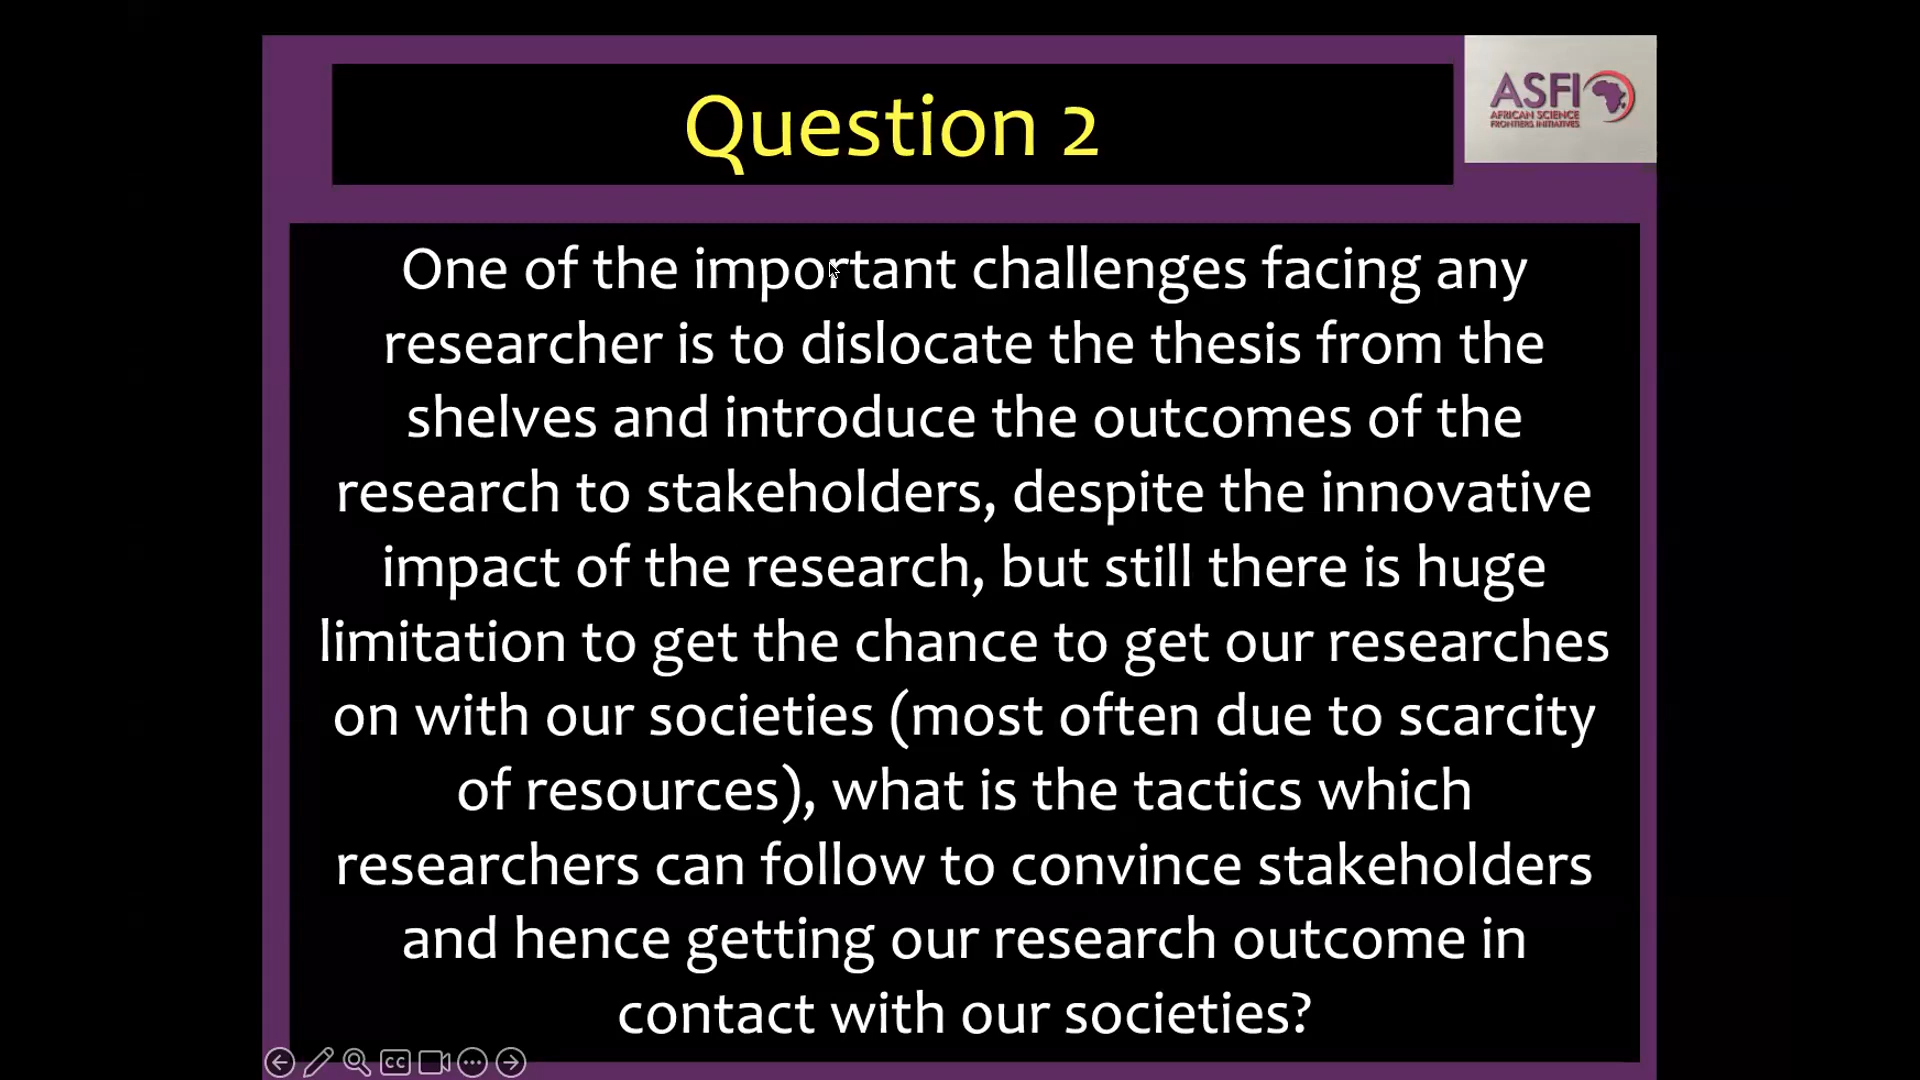 Question 2
ASFI
AFRICAN SCIENCE
FRONTIERS INITIATIVES
One of the important challenges facing any
researcher is to dislocate the thesis from the
shelves and introduce the outcomes of the
research to stakeholders, despite the innovative
impact of the research, but still there is huge
limitation to get the chance to get our researches
on with our societies (most often due to scarcity
of resources), what is the tactics which
researchers can follow to convince stakeholders
and hence getting our research outcome in
contact with our societies?
CC